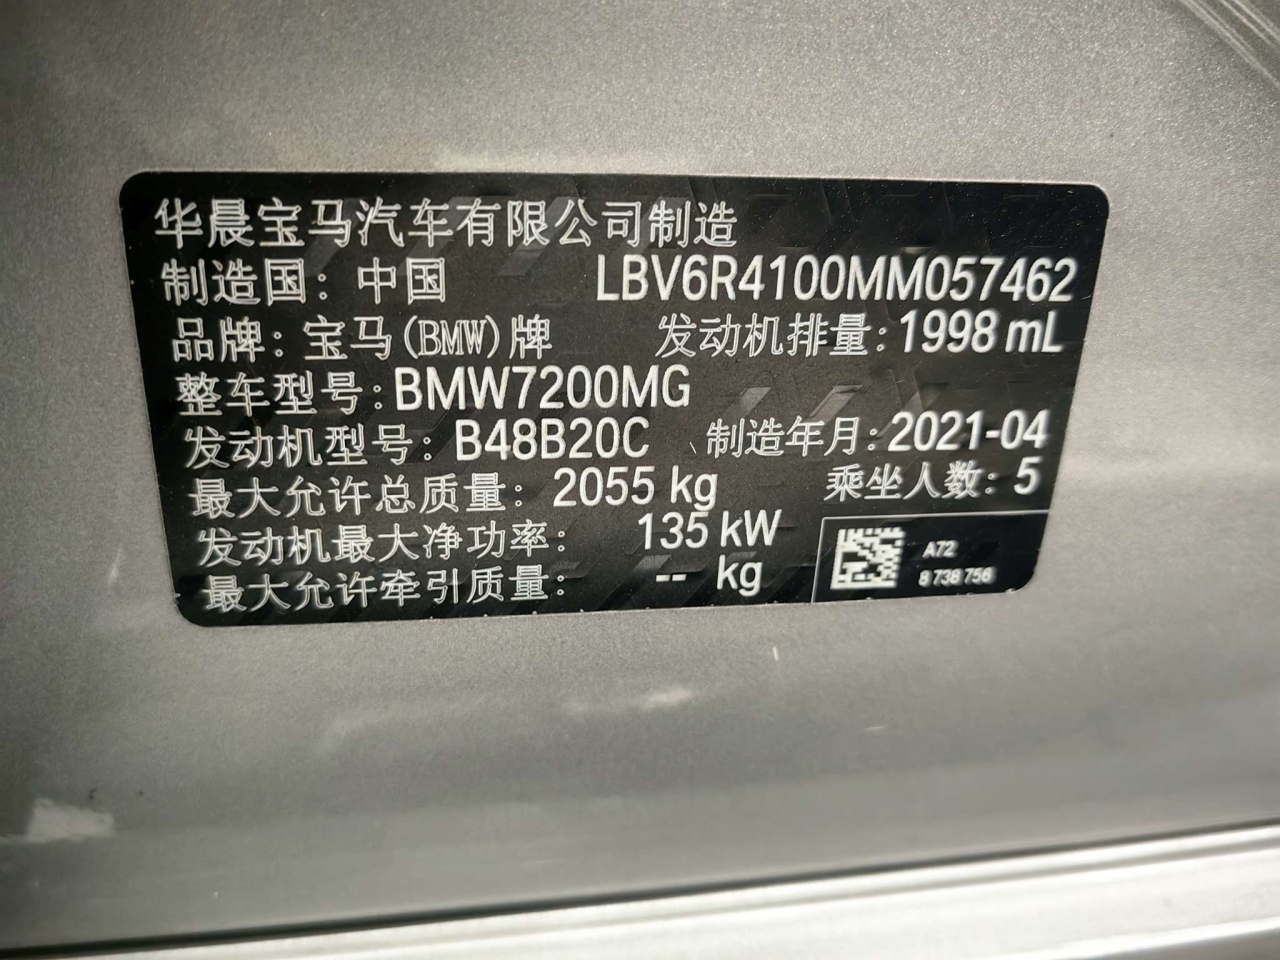 华晨宝马汽车有限公司制造
制造国：中国 LBV6R4100MM057462
品牌：宝马(BMW)牌 发动机排量：1998 mL
整车型号：BMW7200MG
发动机型号：B48B20C 、制造年月：2021-04
最大允许总质量：2055 kg 乘坐人数：5
发动机最大净功率：135 kW
最大允许牵引质量：-- kg
A72
8 738 756